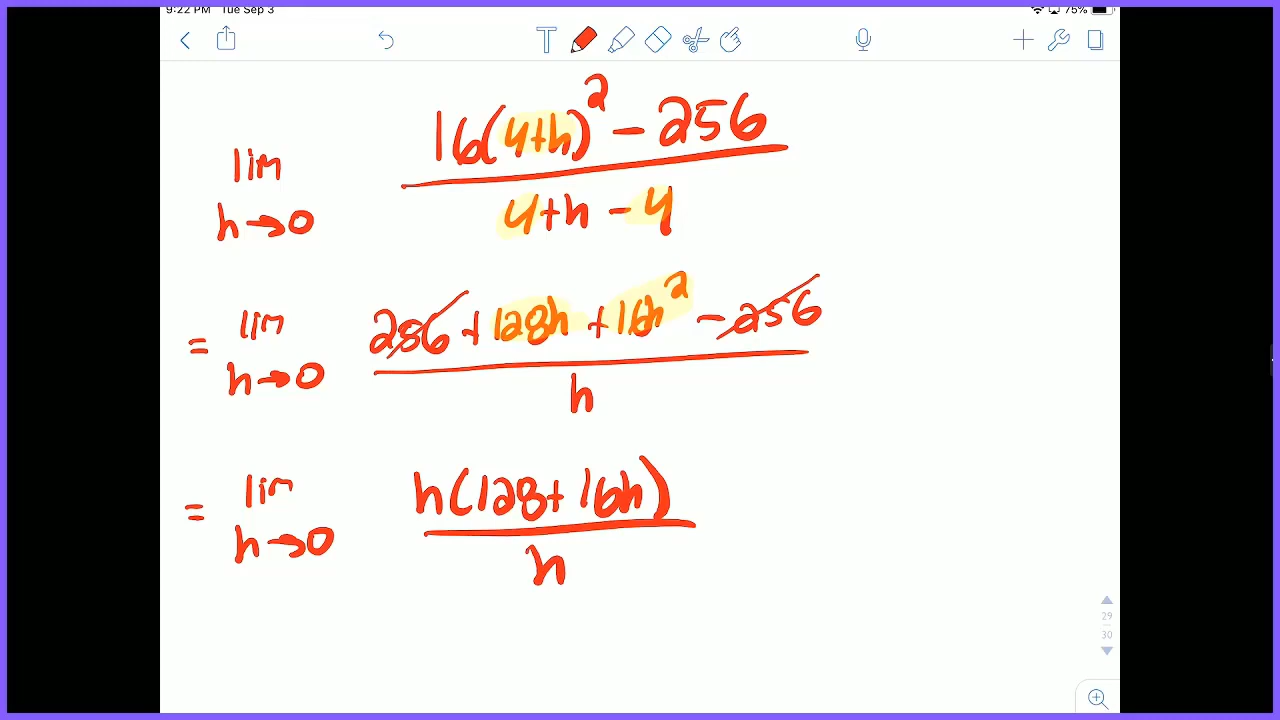 9:22 PM Tue Sep 3 75%
T
16(4+h)² - 256
lim
h→0
4+h - 4
256 + 128h + 16h² - 256
= lim
h→0
h
h(128 + 16h)
= lim
h→0
h
29
30